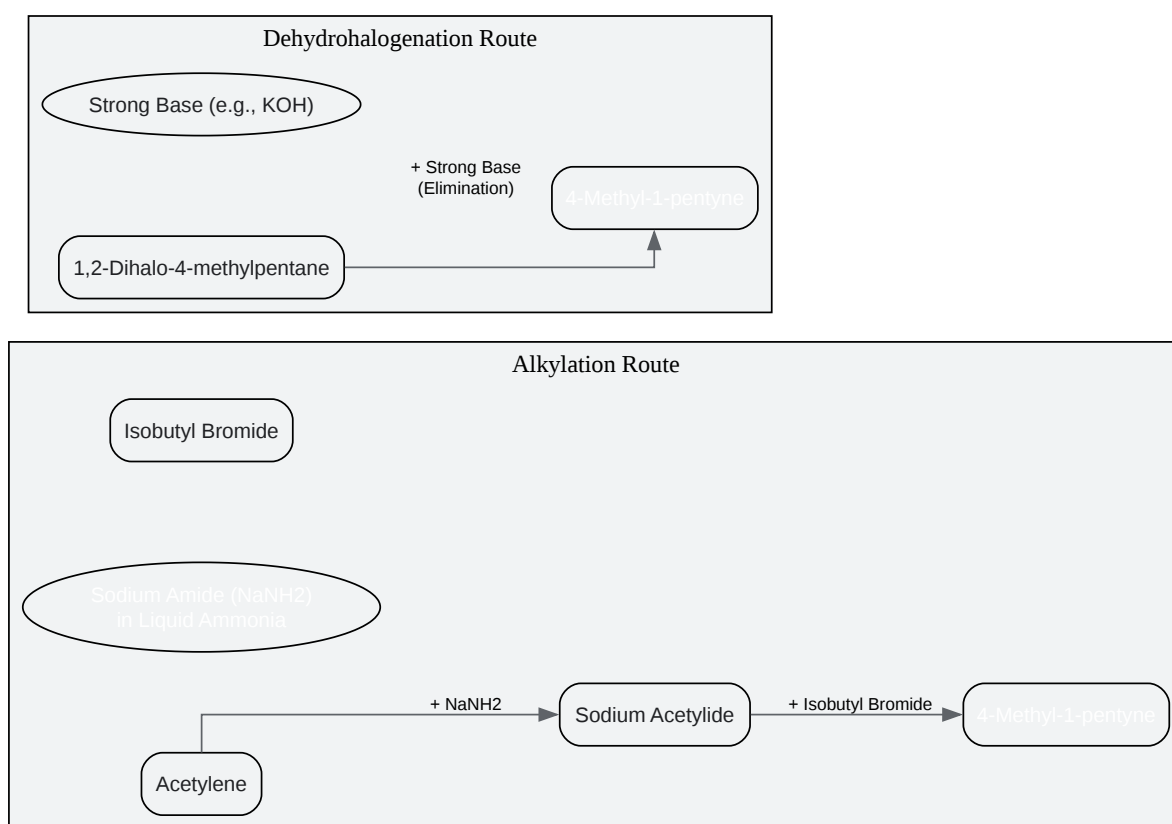 Dehydrohalogenation Route
Strong Base (e.g., KOH)
+ Strong Base
(Elimination)
4-Methyl-1-pentyne
1,2-Dihalo-4-methylpentane
Alkylation Route
Isobutyl Bromide
Sodium Amide (NaNH2)
in Liquid Ammonia
+ NaNH2
Sodium Acetylide
+ Isobutyl Bromide
4-Methyl-1-pentyne
Acetylene